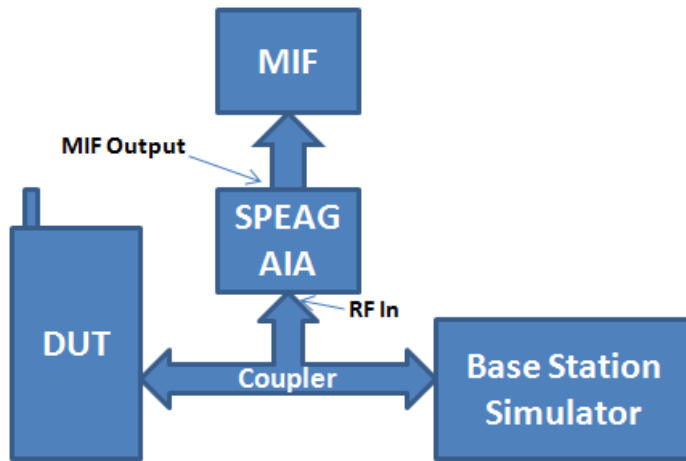 MIF
MIF Output
SPEAG
AIA
RF In
DUT
Coupler
Base Station
Simulator